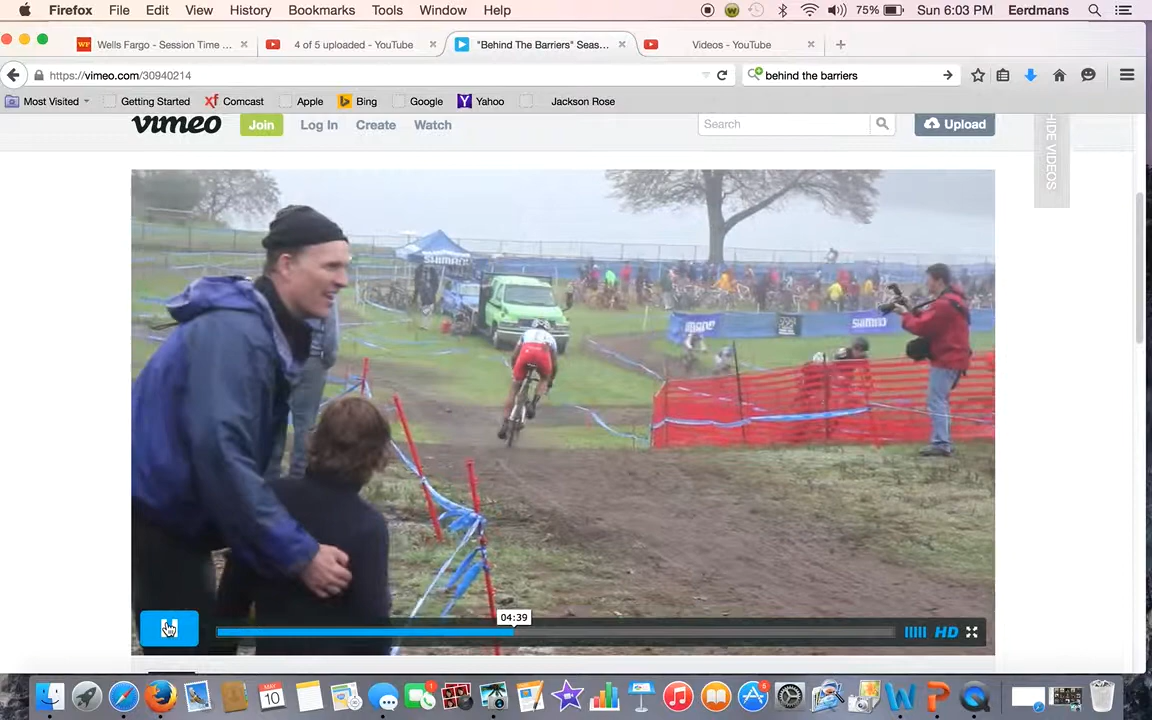 Firefox File Edit View History Bookmarks Tools Window Help 75% Sun 6:03 PM Eerdmans
Wells Fargo - Session Time ... 4 of 5 uploaded - YouTube "Behind The Barriers" Seas... Videos - YouTube
https://vimeo.com/30940214 behind the barriers
Most Visited Getting Started Comcast Apple Bing Google Yahoo Jackson Rose
vimeo Join Log In Create Watch Search Upload
HIDE VIDEOS
SHIMANO
SHIMANO
04:39
HD
MAY
10